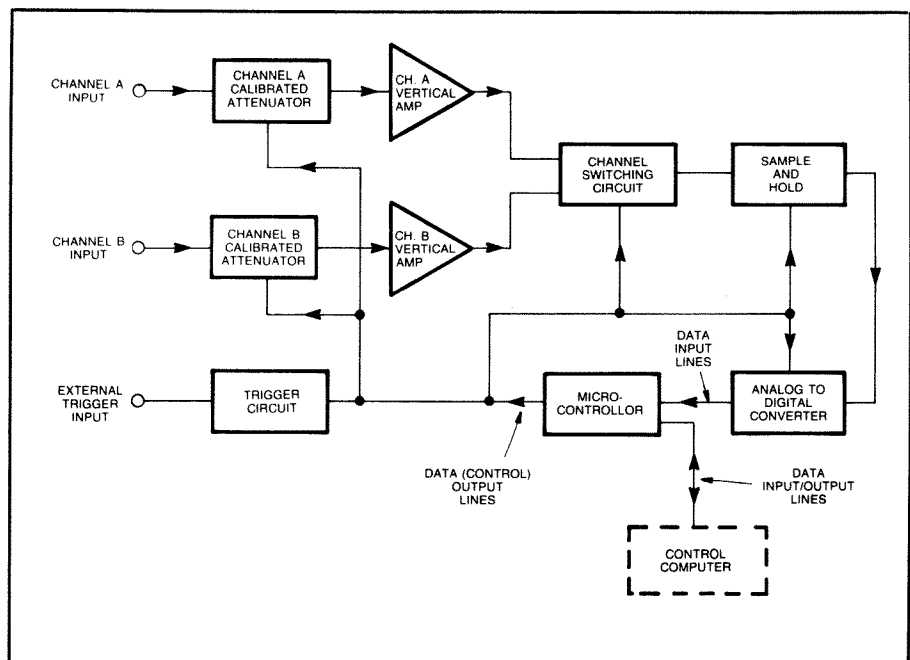 CHANNEL A
INPUT
CHANNEL A
CALIBRATED
ATTENUATOR
CH. A
VERTICAL
AMP
CHANNEL
SWITCHING
CIRCUIT
SAMPLE
AND
HOLD
CHANNEL B
INPUT
CHANNEL B
CALIBRATED
ATTENUATOR
CH. B
VERTICAL
AMP
DATA
INPUT
LINES
EXTERNAL
TRIGGER
INPUT
TRIGGER
CIRCUIT
MICRO-
CONTROLLOR
ANALOG TO
DIGITAL
CONVERTER
DATA (CONTROL)
OUTPUT
LINES
DATA
INPUT/OUTPUT
LINES
CONTROL
COMPUTER